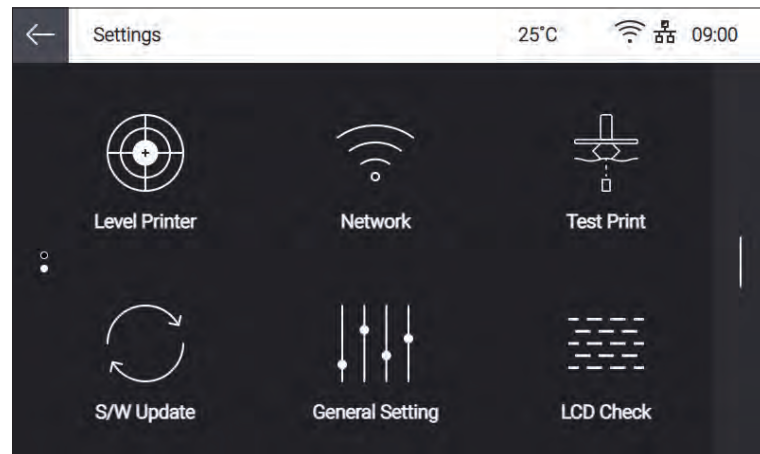 Settings 25°C 09:00
Level Printer Network Test Print
S/W Update General Setting LCD Check